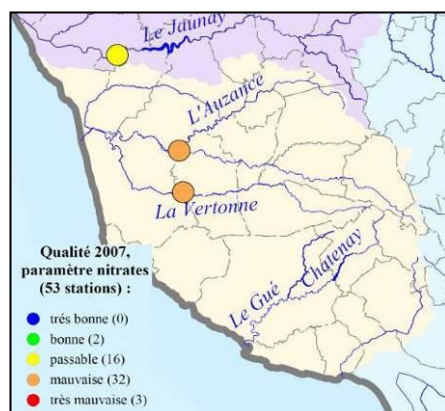 Le Jaunay
L'Auzance
La Vertonne
Le Gué Chatenay
Qualité 2007,
paramètre nitrates
(53 stations) :
trés bonne (0)
bonne (2)
passable (16)
mauvaise (32)
très mauvaise (3)